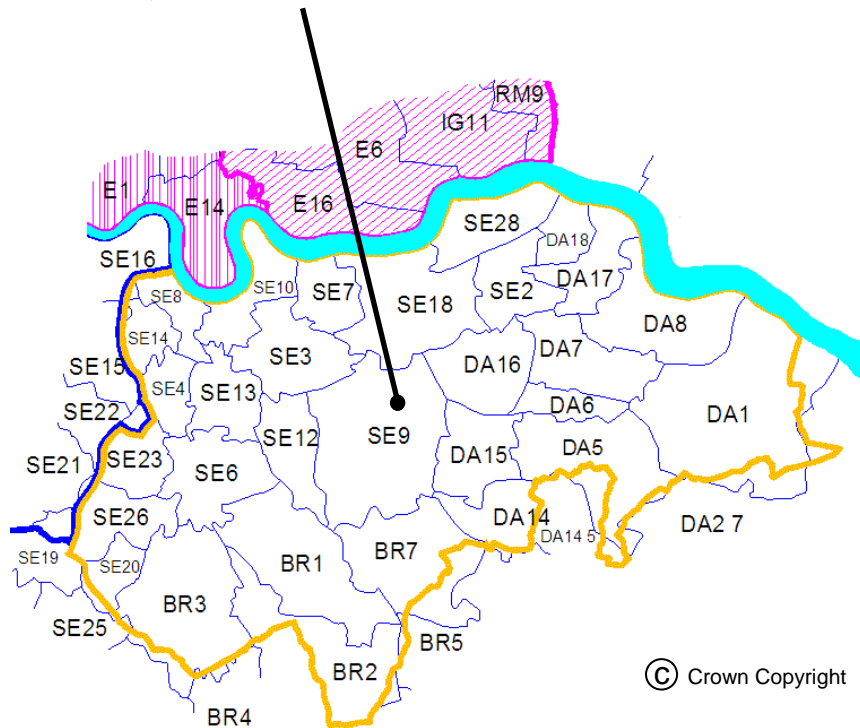 RM9
IG11
E6
E1
E14
E16
SE28
DA18
SE16
SE8
SE10
SE7
SE18
SE2
DA17
SE14
SE3
DA8
SE15
SE4
SE13
DA16
DA7
SE22
DA6
DA1
SE12
SE9
SE21
SE23
SE6
DA15
DA5
SE26
DA14
DA14 5
DA2 7
SE19
SE20
BR1
BR7
BR3
SE25
BR5
BR2
BR4
© Crown Copyright